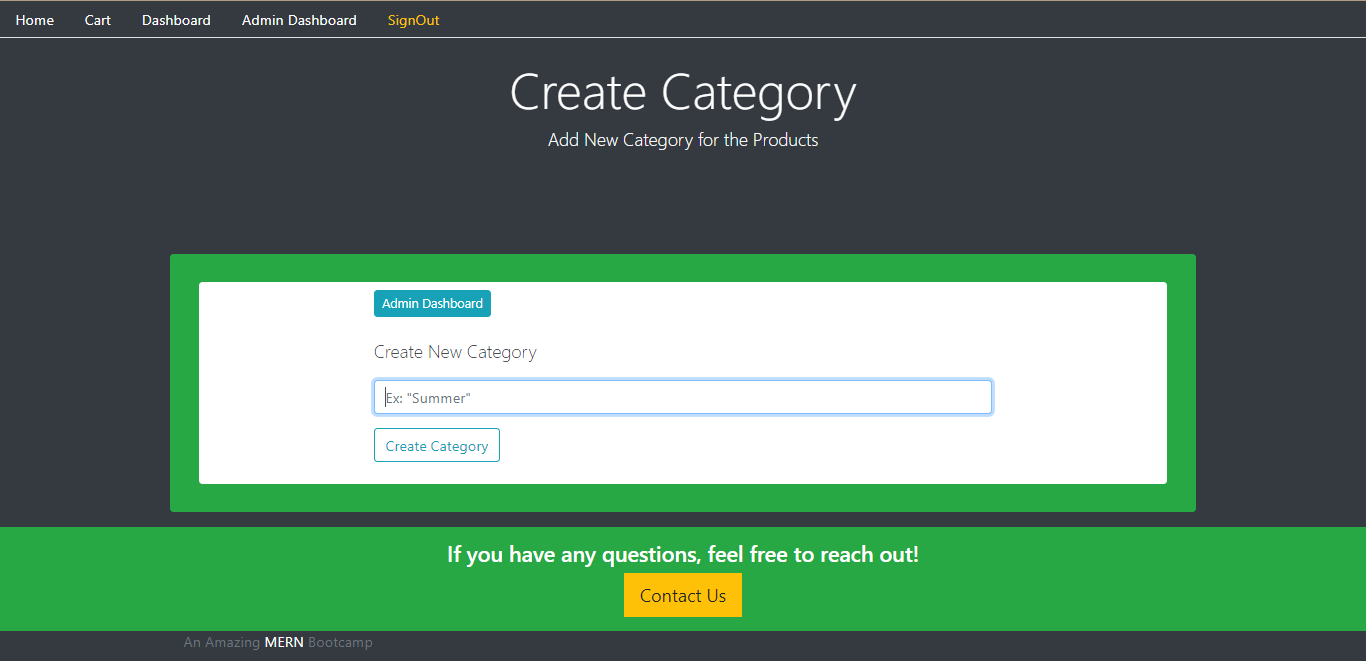 Home Cart Dashboard Admin Dashboard SignOut
Create Category
Add New Category for the Products
Admin Dashboard
Create New Category
Ex: "Summer"
Create Category
If you have any questions, feel free to reach out!
Contact Us
An Amazing MERN Bootcamp